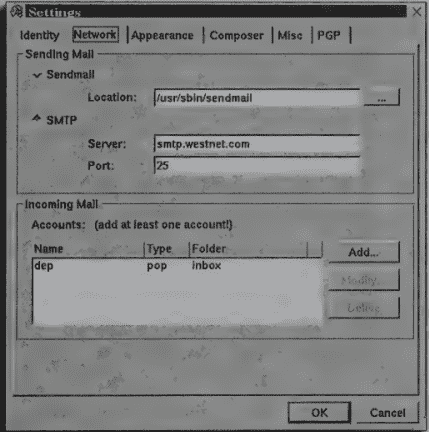 Settings
Identity Network Appearance Composer Misc PGP
Sending Mail
Sendmail
Location: /usr/sbin/sendmail ...
SMTP
Server: smtp.westnet.com
Port: 25
Incoming Mail
Accounts: (add at least one account!)
Name Type Folder
Add...
dep pop inbox
Modify...
Delete
OK Cancel